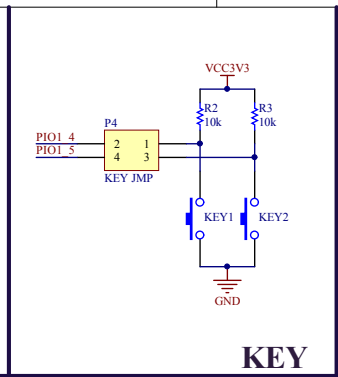 VCC3V3
R2 R3
10k 10k
P4
PIO1_4 2 1
PIO1_5 4 3
KEY JMP
KEY1 KEY2
GND
KEY